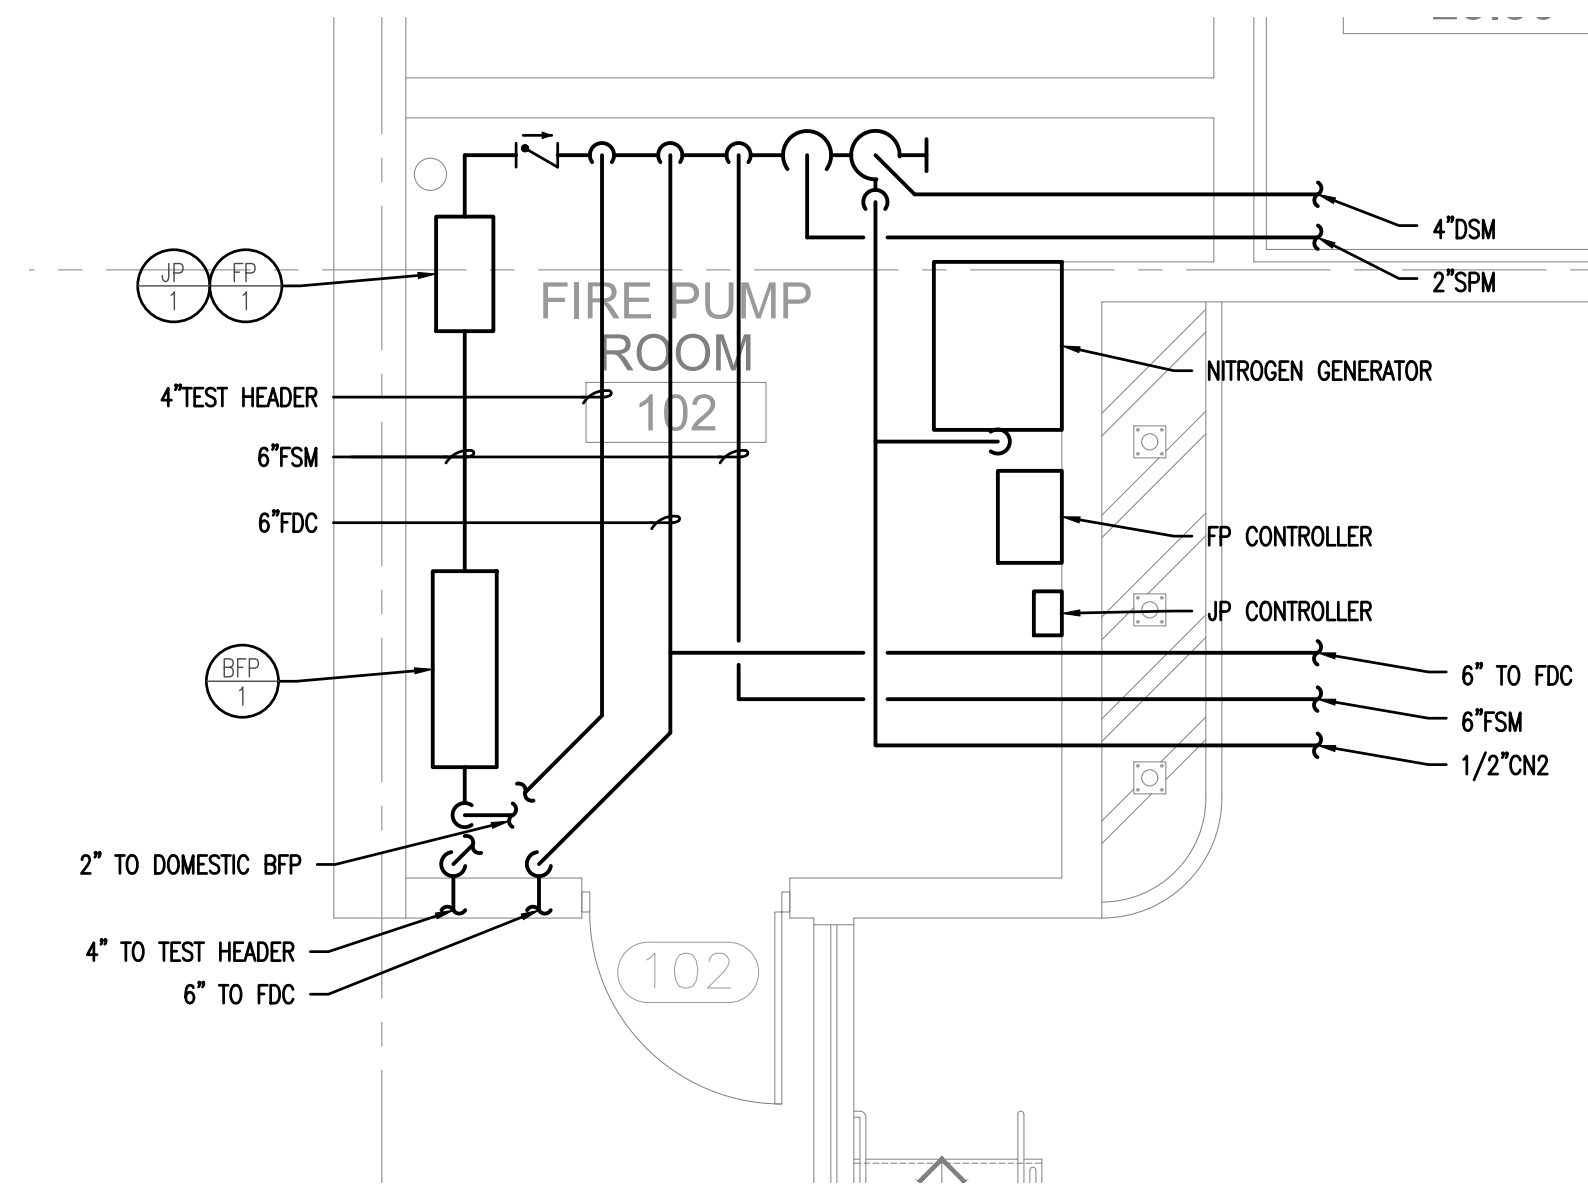 4”DSM
2”SPM
JP
1
FP
1
FIRE PUMP
ROOM
102
NITROGEN GENERATOR
4”TEST HEADER
6”FSM
6”FDC
FP CONTROLLER
JP CONTROLLER
BFP
1
6” TO FDC
6”FSM
1/2”CN2
2” TO DOMESTIC BFP
4” TO TEST HEADER
6” TO FDC
102